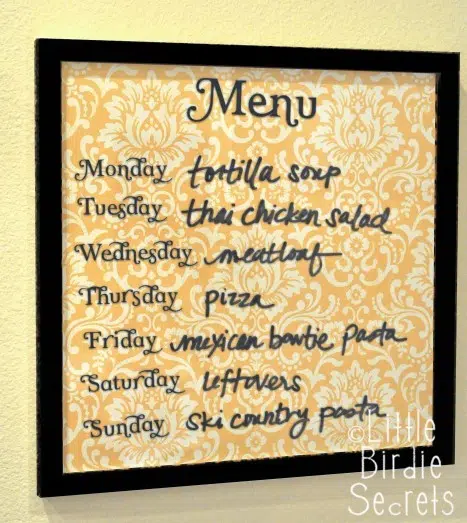 Menu
Monday tortilla soup
Tuesday thai chicken salad
Wednesday meatloaf
Thursday pizza
Friday mexican bowtie pasta
Saturday leftovers
Sunday ski country pasta
©Little
Birdie
Secrets